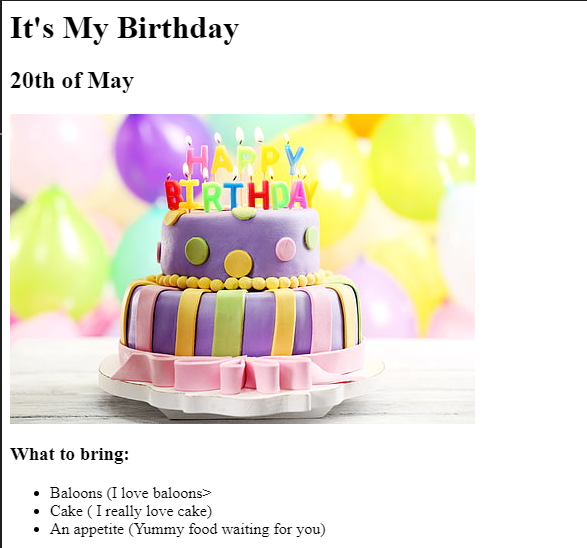 It's My Birthday
20th of May
HAPPY
BIRTHDAY
What to bring:
Baloons (I love baloons>
Cake ( I really love cake)
An appetite (Yummy food waiting for you)